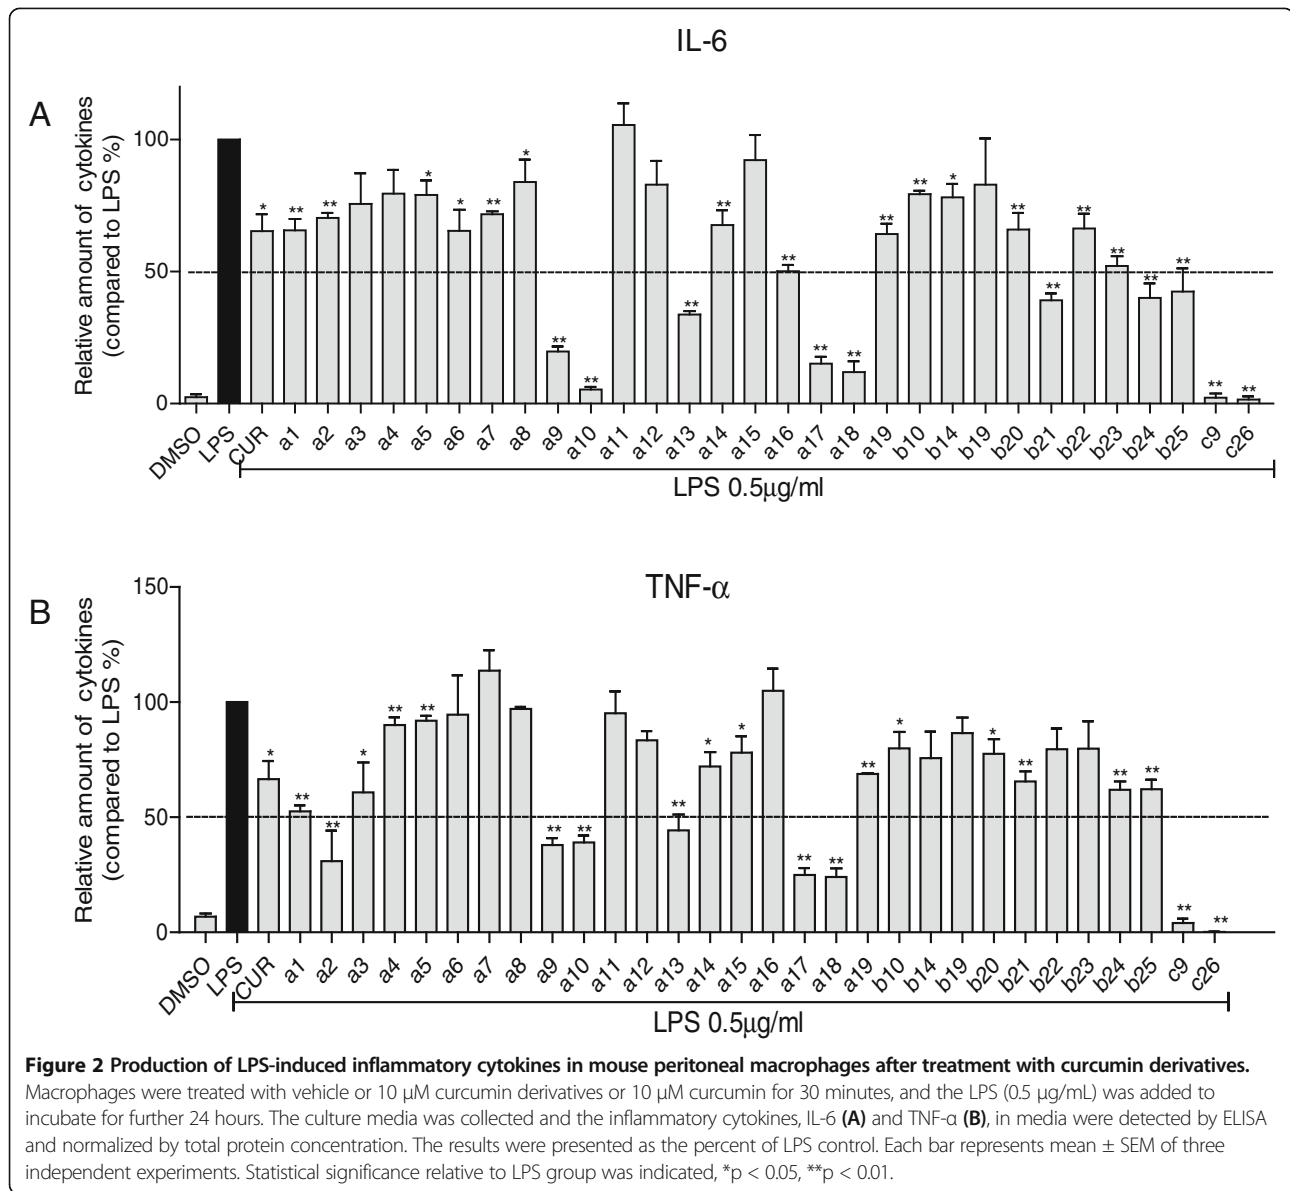 IL-6
A
Relative amount of cytokines
(compared to LPS %)
100
50
0
* ** ** * * ** * ** ** ** ** ** ** ** ** ** * ** ** ** ** ** ** ** **
DMSO LPS CUR a1 a2 a3 a4 a5 a6 a7 a8 a9 a10 a11 a12 a13 a14 a15 a16 a17 a18 a19 b10 b14 b19 b20 b21 b22 b23 b24 b25 c9 c26
LPS 0.5μg/ml
TNF-α
B
Relative amount of cytokines
(compared to LPS %)
150
100
50
0
* ** ** * ** ** ** ** ** * * ** ** ** * * ** ** ** ** **
DMSO LPS CUR a1 a2 a3 a4 a5 a6 a7 a8 a9 a10 a11 a12 a13 a14 a15 a16 a17 a18 a19 b10 b14 b19 b20 b21 b22 b23 b24 b25 c9 c26
LPS 0.5μg/ml
Figure 2 Production of LPS-induced inflammatory cytokines in mouse peritoneal macrophages after treatment with curcumin derivatives.
Macrophages were treated with vehicle or 10 μM curcumin derivatives or 10 μM curcumin for 30 minutes, and the LPS (0.5 μg/mL) was added to
incubate for further 24 hours. The culture media was collected and the inflammatory cytokines, IL-6 (A) and TNF-α (B), in media were detected by ELISA
and normalized by total protein concentration. The results were presented as the percent of LPS control. Each bar represents mean ± SEM of three
independent experiments. Statistical significance relative to LPS group was indicated, *p < 0.05, **p < 0.01.